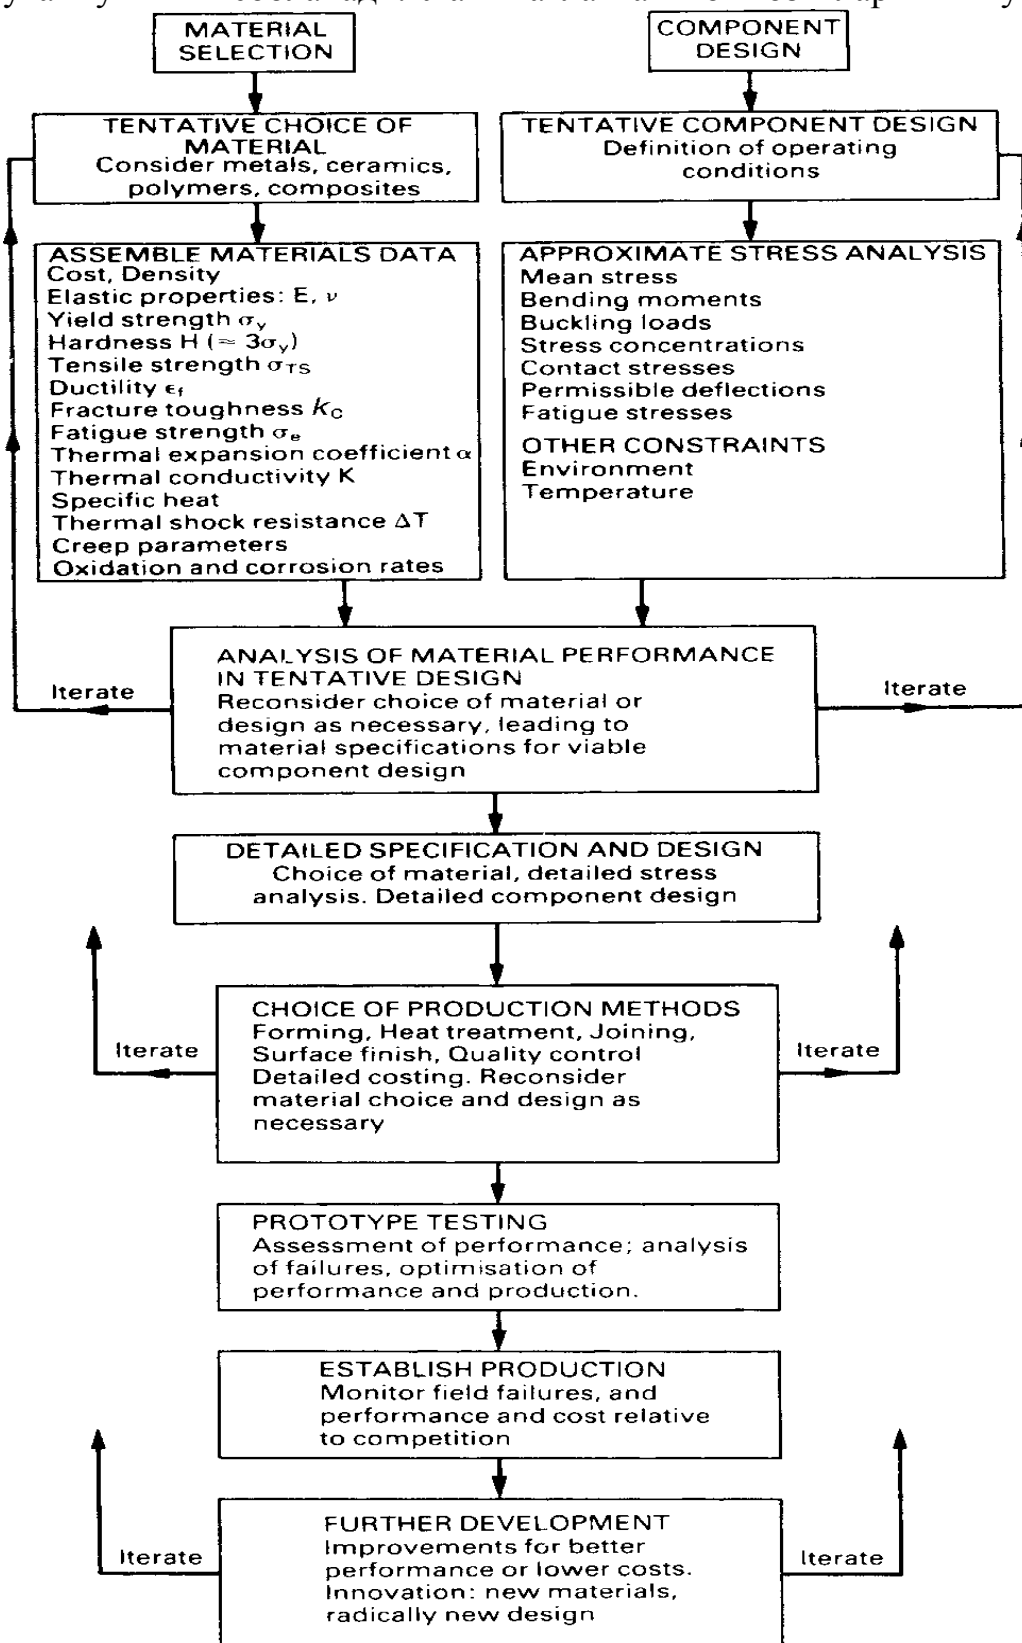 MATERIAL
SELECTION
COMPONENT
DESIGN
TENTATIVE CHOICE OF
MATERIAL
Consider metals, ceramics,
polymers, composites
TENTATIVE COMPONENT DESIGN
Definition of operating
conditions
ASSEMBLE MATERIALS DATA
Cost, Density
Elastic properties: E, ν
Yield strength σy
Hardness H (≈ 3σy)
Tensile strength σTS
Ductility εf
Fracture toughness Kc
Fatigue strength σe
Thermal expansion coefficient α
Thermal conductivity K
Specific heat
Thermal shock resistance ΔT
Creep parameters
Oxidation and corrosion rates
APPROXIMATE STRESS ANALYSIS
Mean stress
Bending moments
Buckling loads
Stress concentrations
Contact stresses
Permissible deflections
Fatigue stresses
OTHER CONSTRAINTS
Environment
Temperature
ANALYSIS OF MATERIAL PERFORMANCE
IN TENTATIVE DESIGN
Reconsider choice of material or
design as necessary, leading to
material specifications for viable
component design
Iterate
Iterate
DETAILED SPECIFICATION AND DESIGN
Choice of material, detailed stress
analysis. Detailed component design
CHOICE OF PRODUCTION METHODS
Forming, Heat treatment, Joining,
Surface finish, Quality control
Detailed costing. Reconsider
material choice and design as
necessary
Iterate
Iterate
PROTOTYPE TESTING
Assessment of performance; analysis
of failures, optimisation of
performance and production.
ESTABLISH PRODUCTION
Monitor field failures, and
performance and cost relative
to competition
FURTHER DEVELOPMENT
Improvements for better
performance or lower costs.
Innovation: new materials,
radically new design
Iterate
Iterate